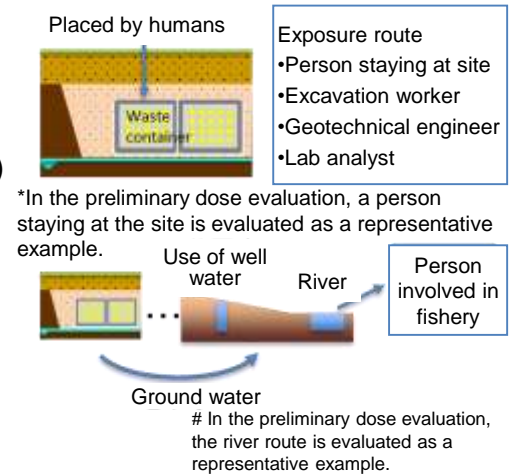 Placed by humans
Waste
container
Exposure route
•Person staying at site
•Excavation worker
•Geotechnical engineer
•Lab analyst
)
*In the preliminary dose evaluation, a person
staying at the site is evaluated as a representative
example.
Use of well
water
River
Person
involved in
fishery
Ground water
# In the preliminary dose evaluation,
the river route is evaluated as a
representative example.